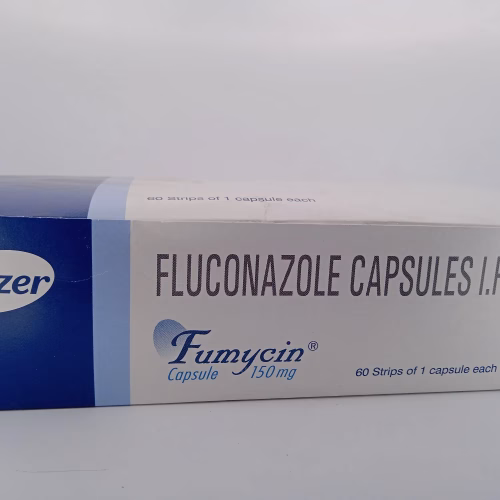 60 Strips of 1 capsule each
zer
FLUCONAZOLE CAPSULES I.P
Fumycin®
Capsule 150 mg
60 Strips of 1 capsule each